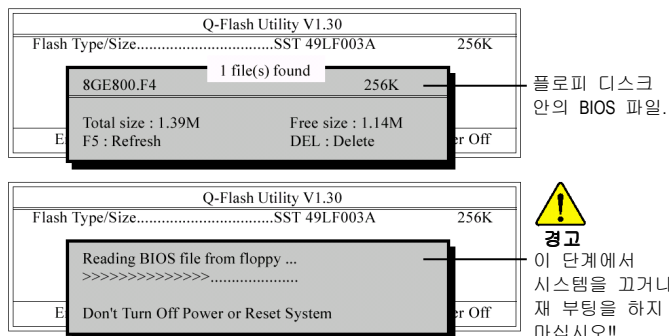 Q-Flash Utility V1.30
Flash Type/Size.................................SST 49LF003A 256K
1 file(s) found
8GE800.F4 256K
Total size : 1.39M Free size : 1.14M
F5 : Refresh DEL : Delete
er Off
플로피 디스크
안의 BIOS 파일.
Q-Flash Utility V1.30
Flash Type/Size.................................SST 49LF003A 256K
Reading BIOS file from floppy ...
>>>>>>>>>>>>>>>.....................
Don't Turn Off Power or Reset System
er Off
경고
이 단계에서
시스템을 끄거나
재 부팅을 하지
마십시오!!